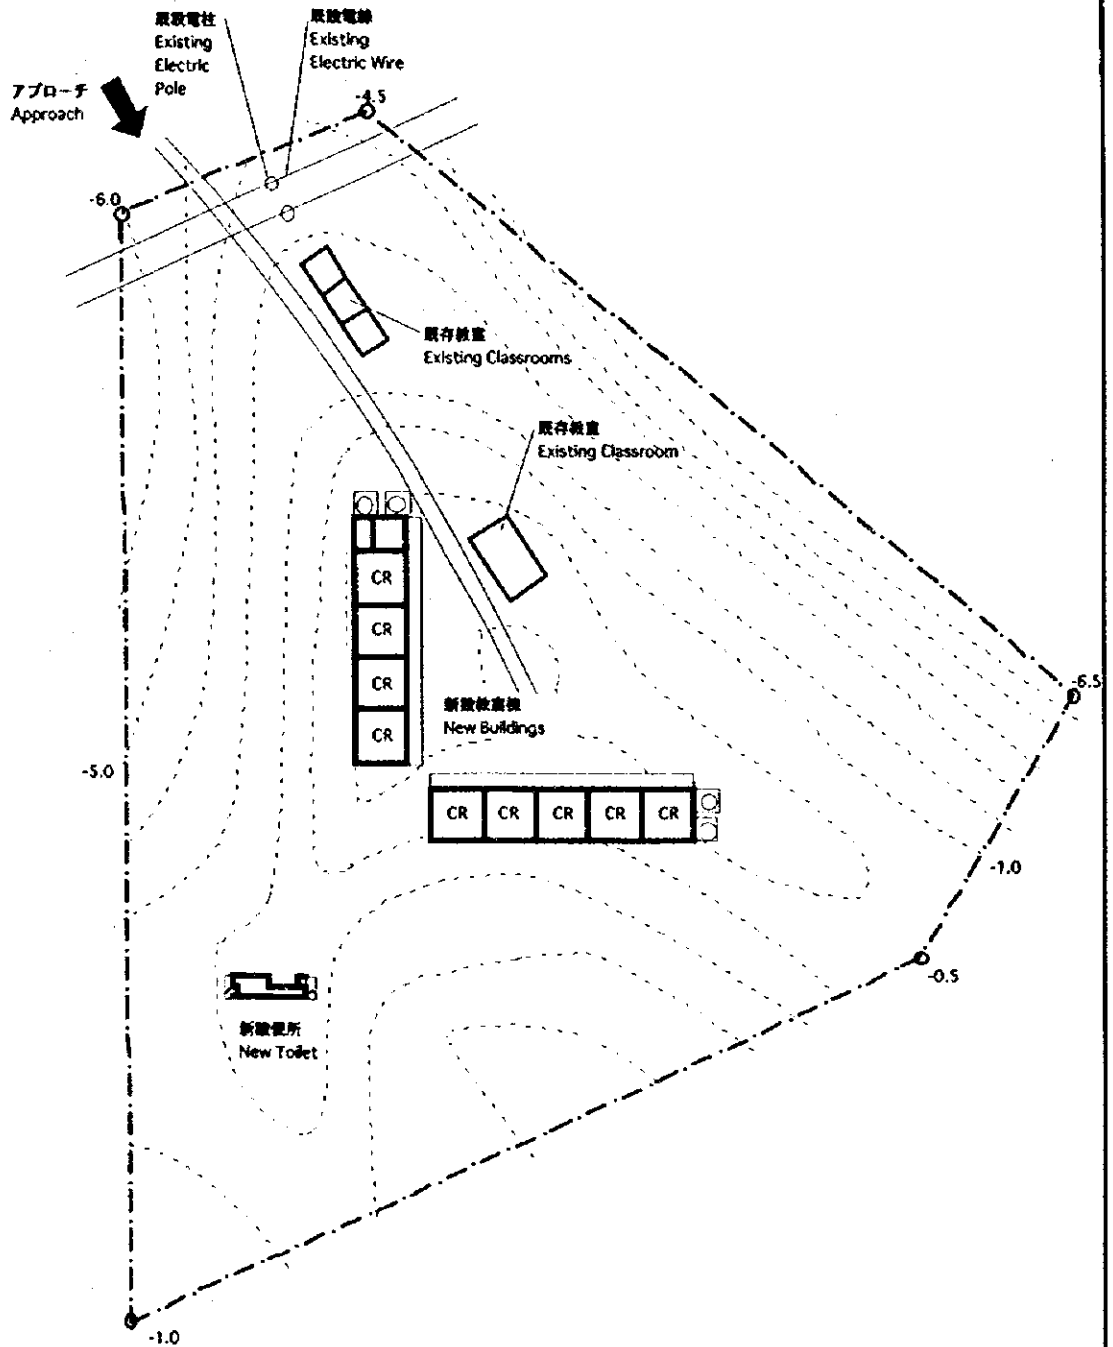 既設電柱
Existing
Electric
Pole
既設電線
Existing
Electric Wire
アプローチ
Approach
-4.5
-6.0
既存教室
Existing Classrooms
既存教室
Existing Classroom
CR
CR
CR
CR
新設教室棟
New Buildings
-6.5
-5.0
CR
CR
CR
CR
CR
-1.0
-0.5
新設便所
New Toilet
-1.0